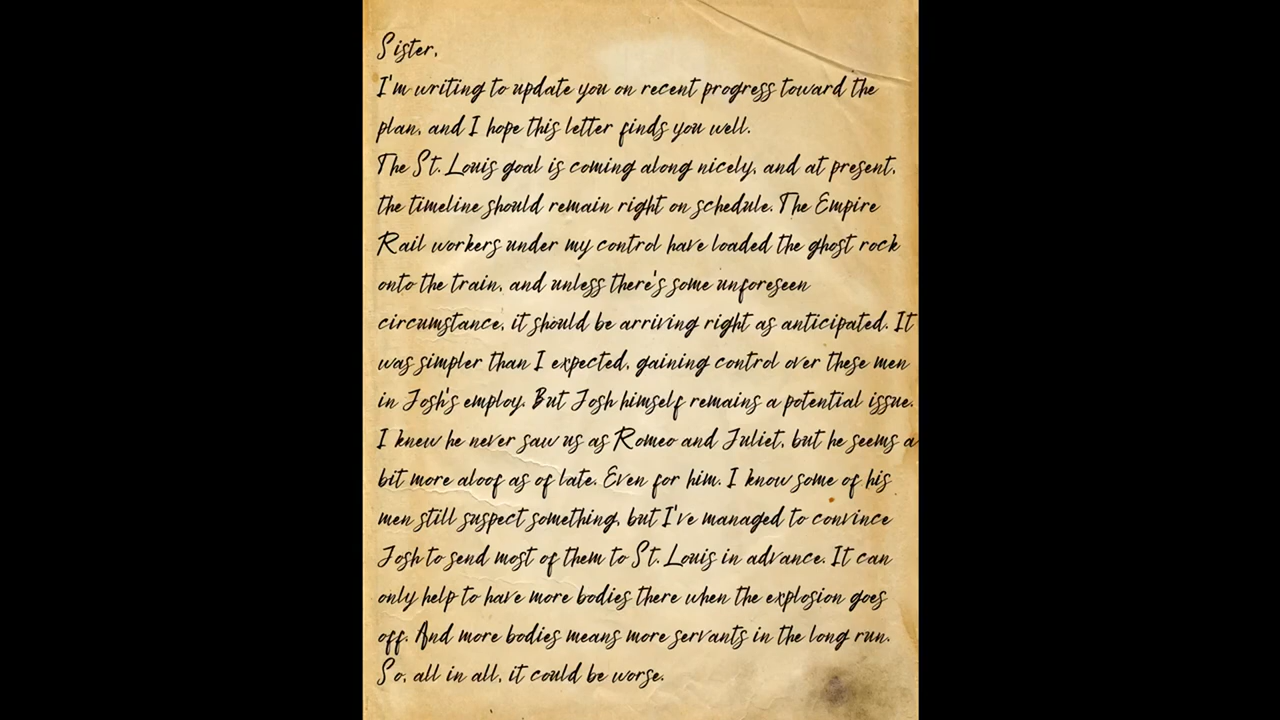 Sister,
I'm writing to update you on recent progress toward the
plan, and I hope this letter finds you well.
The St. Louis goal is coming along nicely, and at present,
the timeline should remain right on schedule. The Empire
Rail workers under my control have loaded the ghost rock
onto the train, and unless there's some unforeseen
circumstance, it should be arriving right as anticipated. It
was simpler than I expected, gaining control over these men
in Josh's employ. But Josh himself remains a potential issue.
I knew he never saw us as Romeo and Juliet, but he seems a
bit more aloof as of late. Even for him. I know some of his
men still suspect something, but I've managed to convince
Josh to send most of them to St. Louis in advance. It can
only help to have more bodies there when the explosion goes
off. And more bodies means more servants in the long run.
So, all in all, it could be worse.